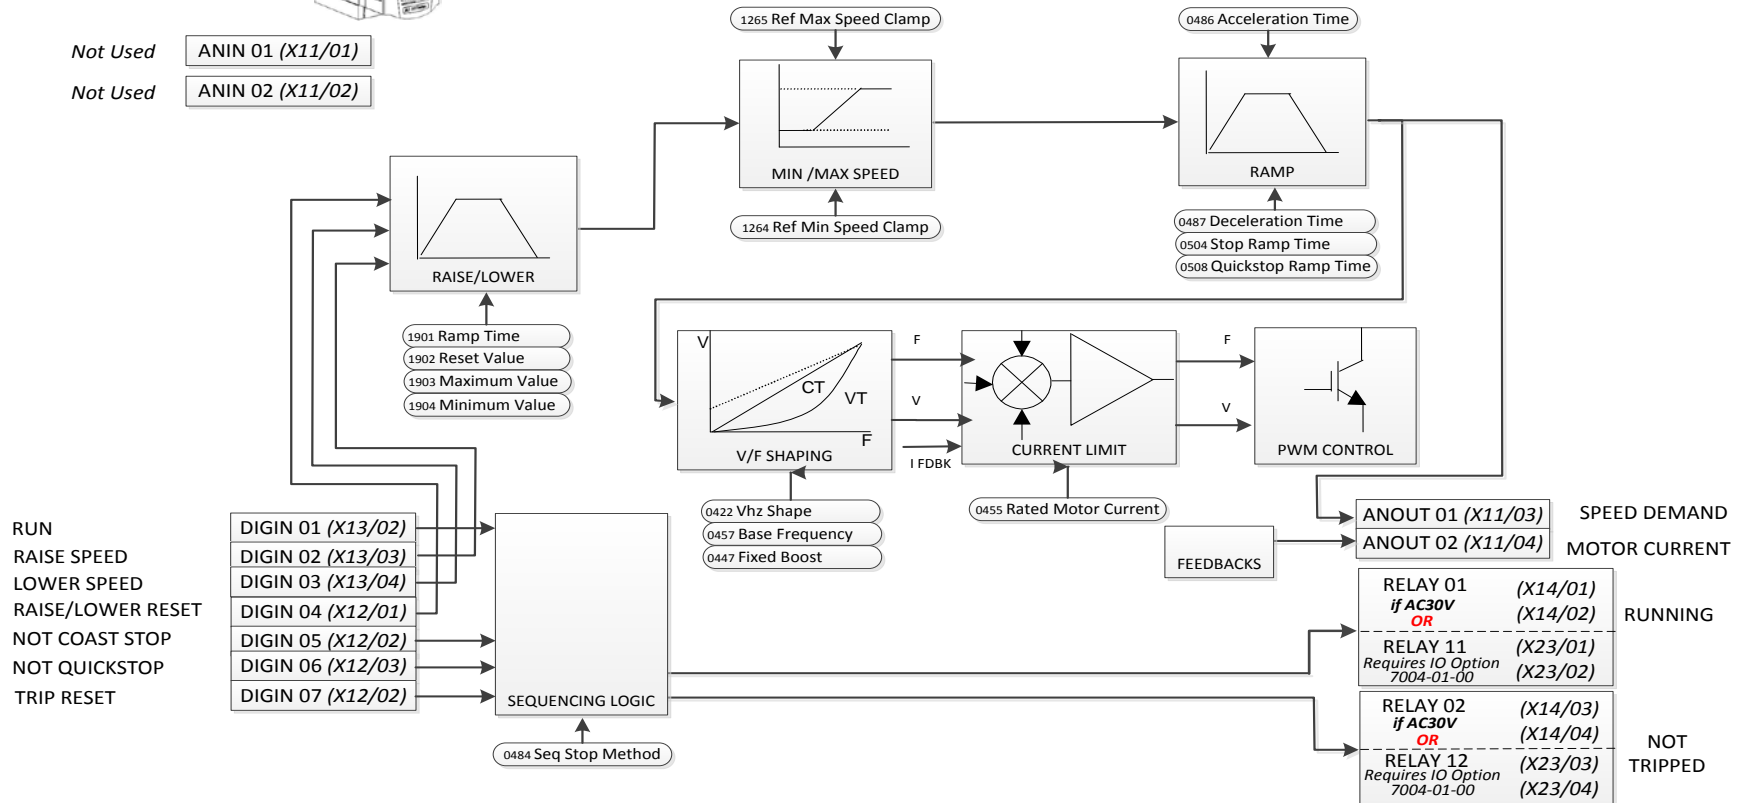 Not Used ANIN 01 (X11/01)
Not Used ANIN 02 (X11/02)
1265 Ref Max Speed Clamp
MIN /MAX SPEED
1264 Ref Min Speed Clamp
0486 Acceleration Time
RAMP
0487 Deceleration Time
0504 Stop Ramp Time
0508 Quickstop Ramp Time
RAISE/LOWER
1901 Ramp Time
1902 Reset Value
1903 Maximum Value
1904 Minimum Value
V
CT
VT
F
V/F SHAPING
0422 Vhz Shape
0457 Base Frequency
0447 Fixed Boost
F
V
I FDBK
CURRENT LIMIT
0455 Rated Motor Current
F
V
PWM CONTROL
RUN DIGIN 01 (X13/02)
RAISE SPEED DIGIN 02 (X13/03)
LOWER SPEED DIGIN 03 (X13/04)
RAISE/LOWER RESET DIGIN 04 (X12/01)
NOT COAST STOP DIGIN 05 (X12/02)
NOT QUICKSTOP DIGIN 06 (X12/03)
TRIP RESET DIGIN 07 (X12/02)
SEQUENCING LOGIC
0484 Seq Stop Method
FEEDBACKS
ANOUT 01 (X11/03) SPEED DEMAND
ANOUT 02 (X11/04) MOTOR CURRENT
RELAY 01 (X14/01)
if AC30V (X14/02)
OR
RUNNING
RELAY 11 (X23/01)
Requires IO Option
7004-01-00 (X23/02)
RELAY 02 (X14/03)
if AC30V
OR (X14/04)
NOT
TRIPPED
RELAY 12 (X23/03)
Requires IO Option
7004-01-00 (X23/04)